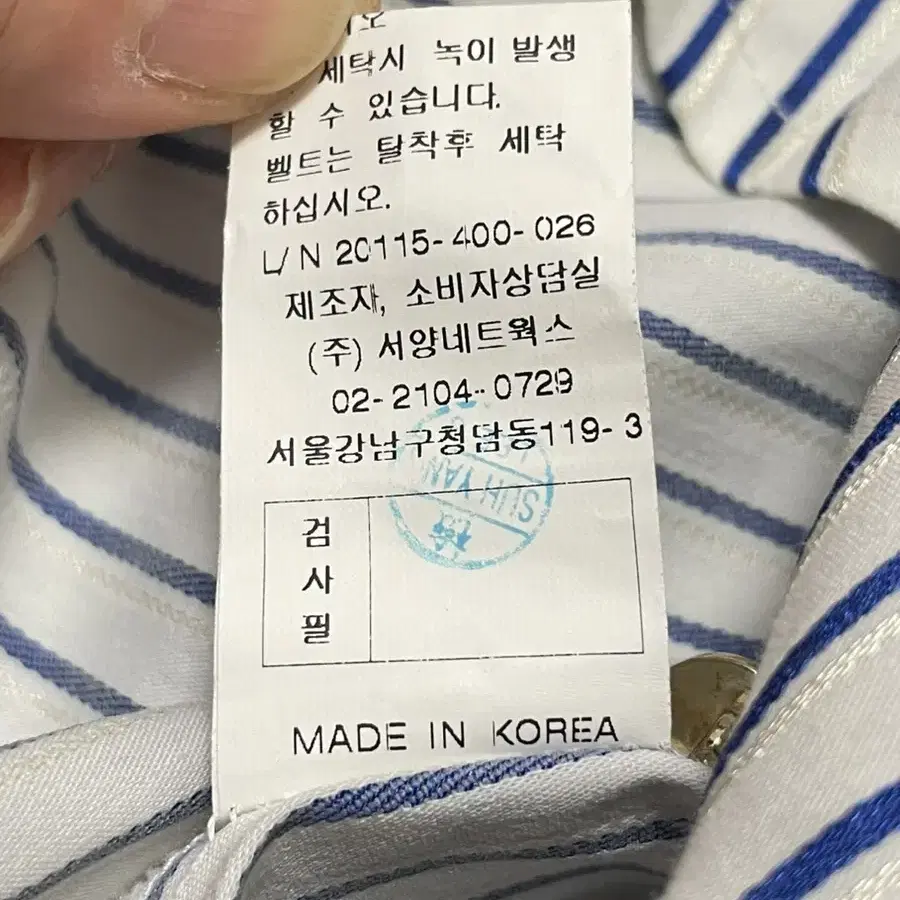 세탁시 녹이 발생
할 수 있습니다.
벨트는 탈착후 세탁
하십시오.
L/N 20115-400-026
제조자, 소비자상담실
(주) 서양네트웍스
02-2104-0729
서울강남구청담동119-3
SUH YAN
검
사
필
MADE IN KOREA